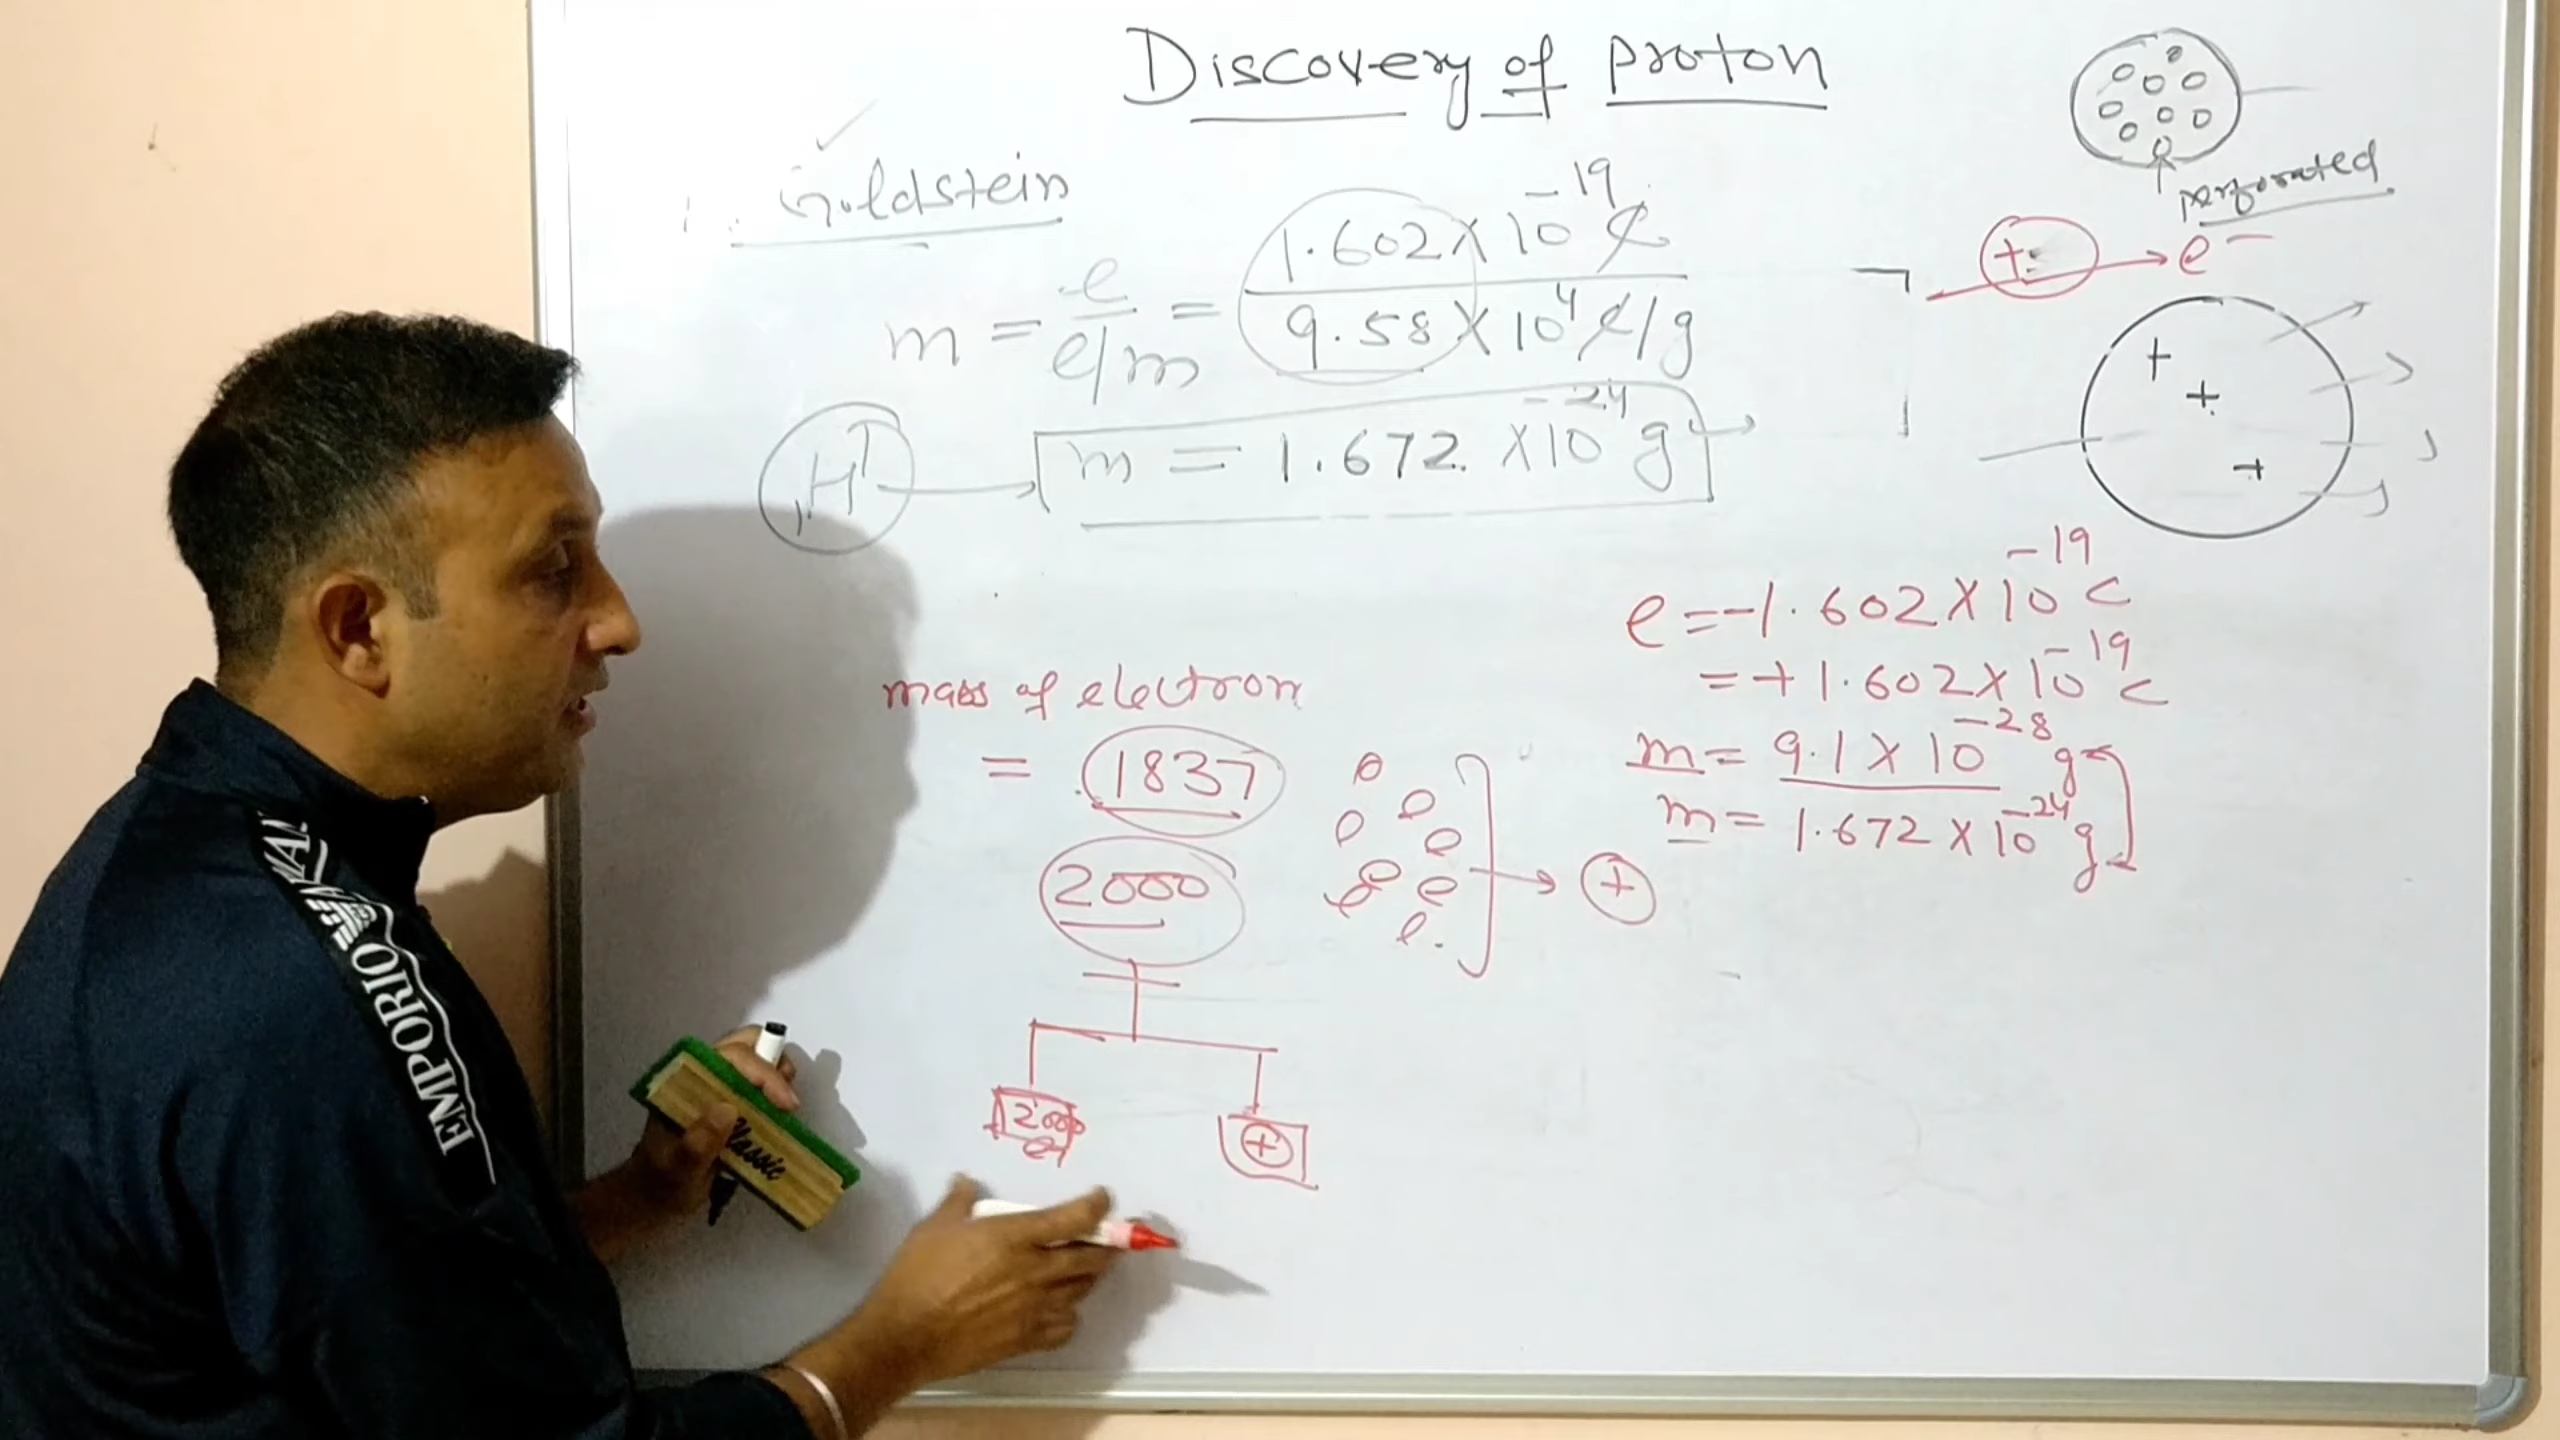 Discovery of proton
Goldstein
perforated
e⁻
m = e / e/m = 1.602 X 10⁻¹⁹ C / 9.58 X 10⁴ C/g
₁H¹
m = 1.672 X 10⁻²⁴ g
+
+ + +
e = -1.602 X 10⁻¹⁹ C
= +1.602 X 10⁻¹⁹ C
mass of electron
m = 9.1 X 10⁻²⁸ g
= 1837
m = 1.672 X 10⁻²⁴ g
2000
+
2000
+
EMPORIO
Classic